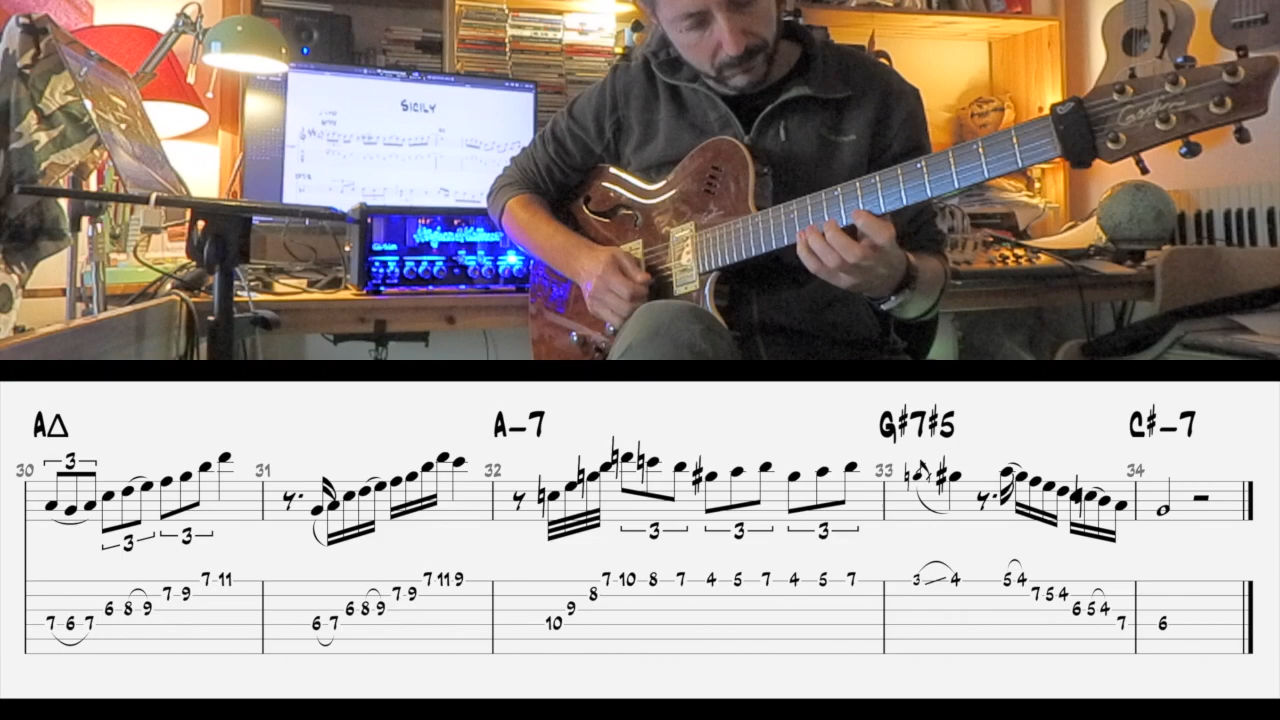 SICILY
Godin
Hughes & Kettner
A△ A–7 G#7#5 C#–7
30 3 3 3 31 32 3 3 3 33 34
7 6 7 6 8 9 7 9 7 11 6 7 6 8 9 7 9 7 11 9 10 9 8 7 10 8 7 4 5 7 4 5 7 3 4 5 4 7 5 4 6 5 4 7 6